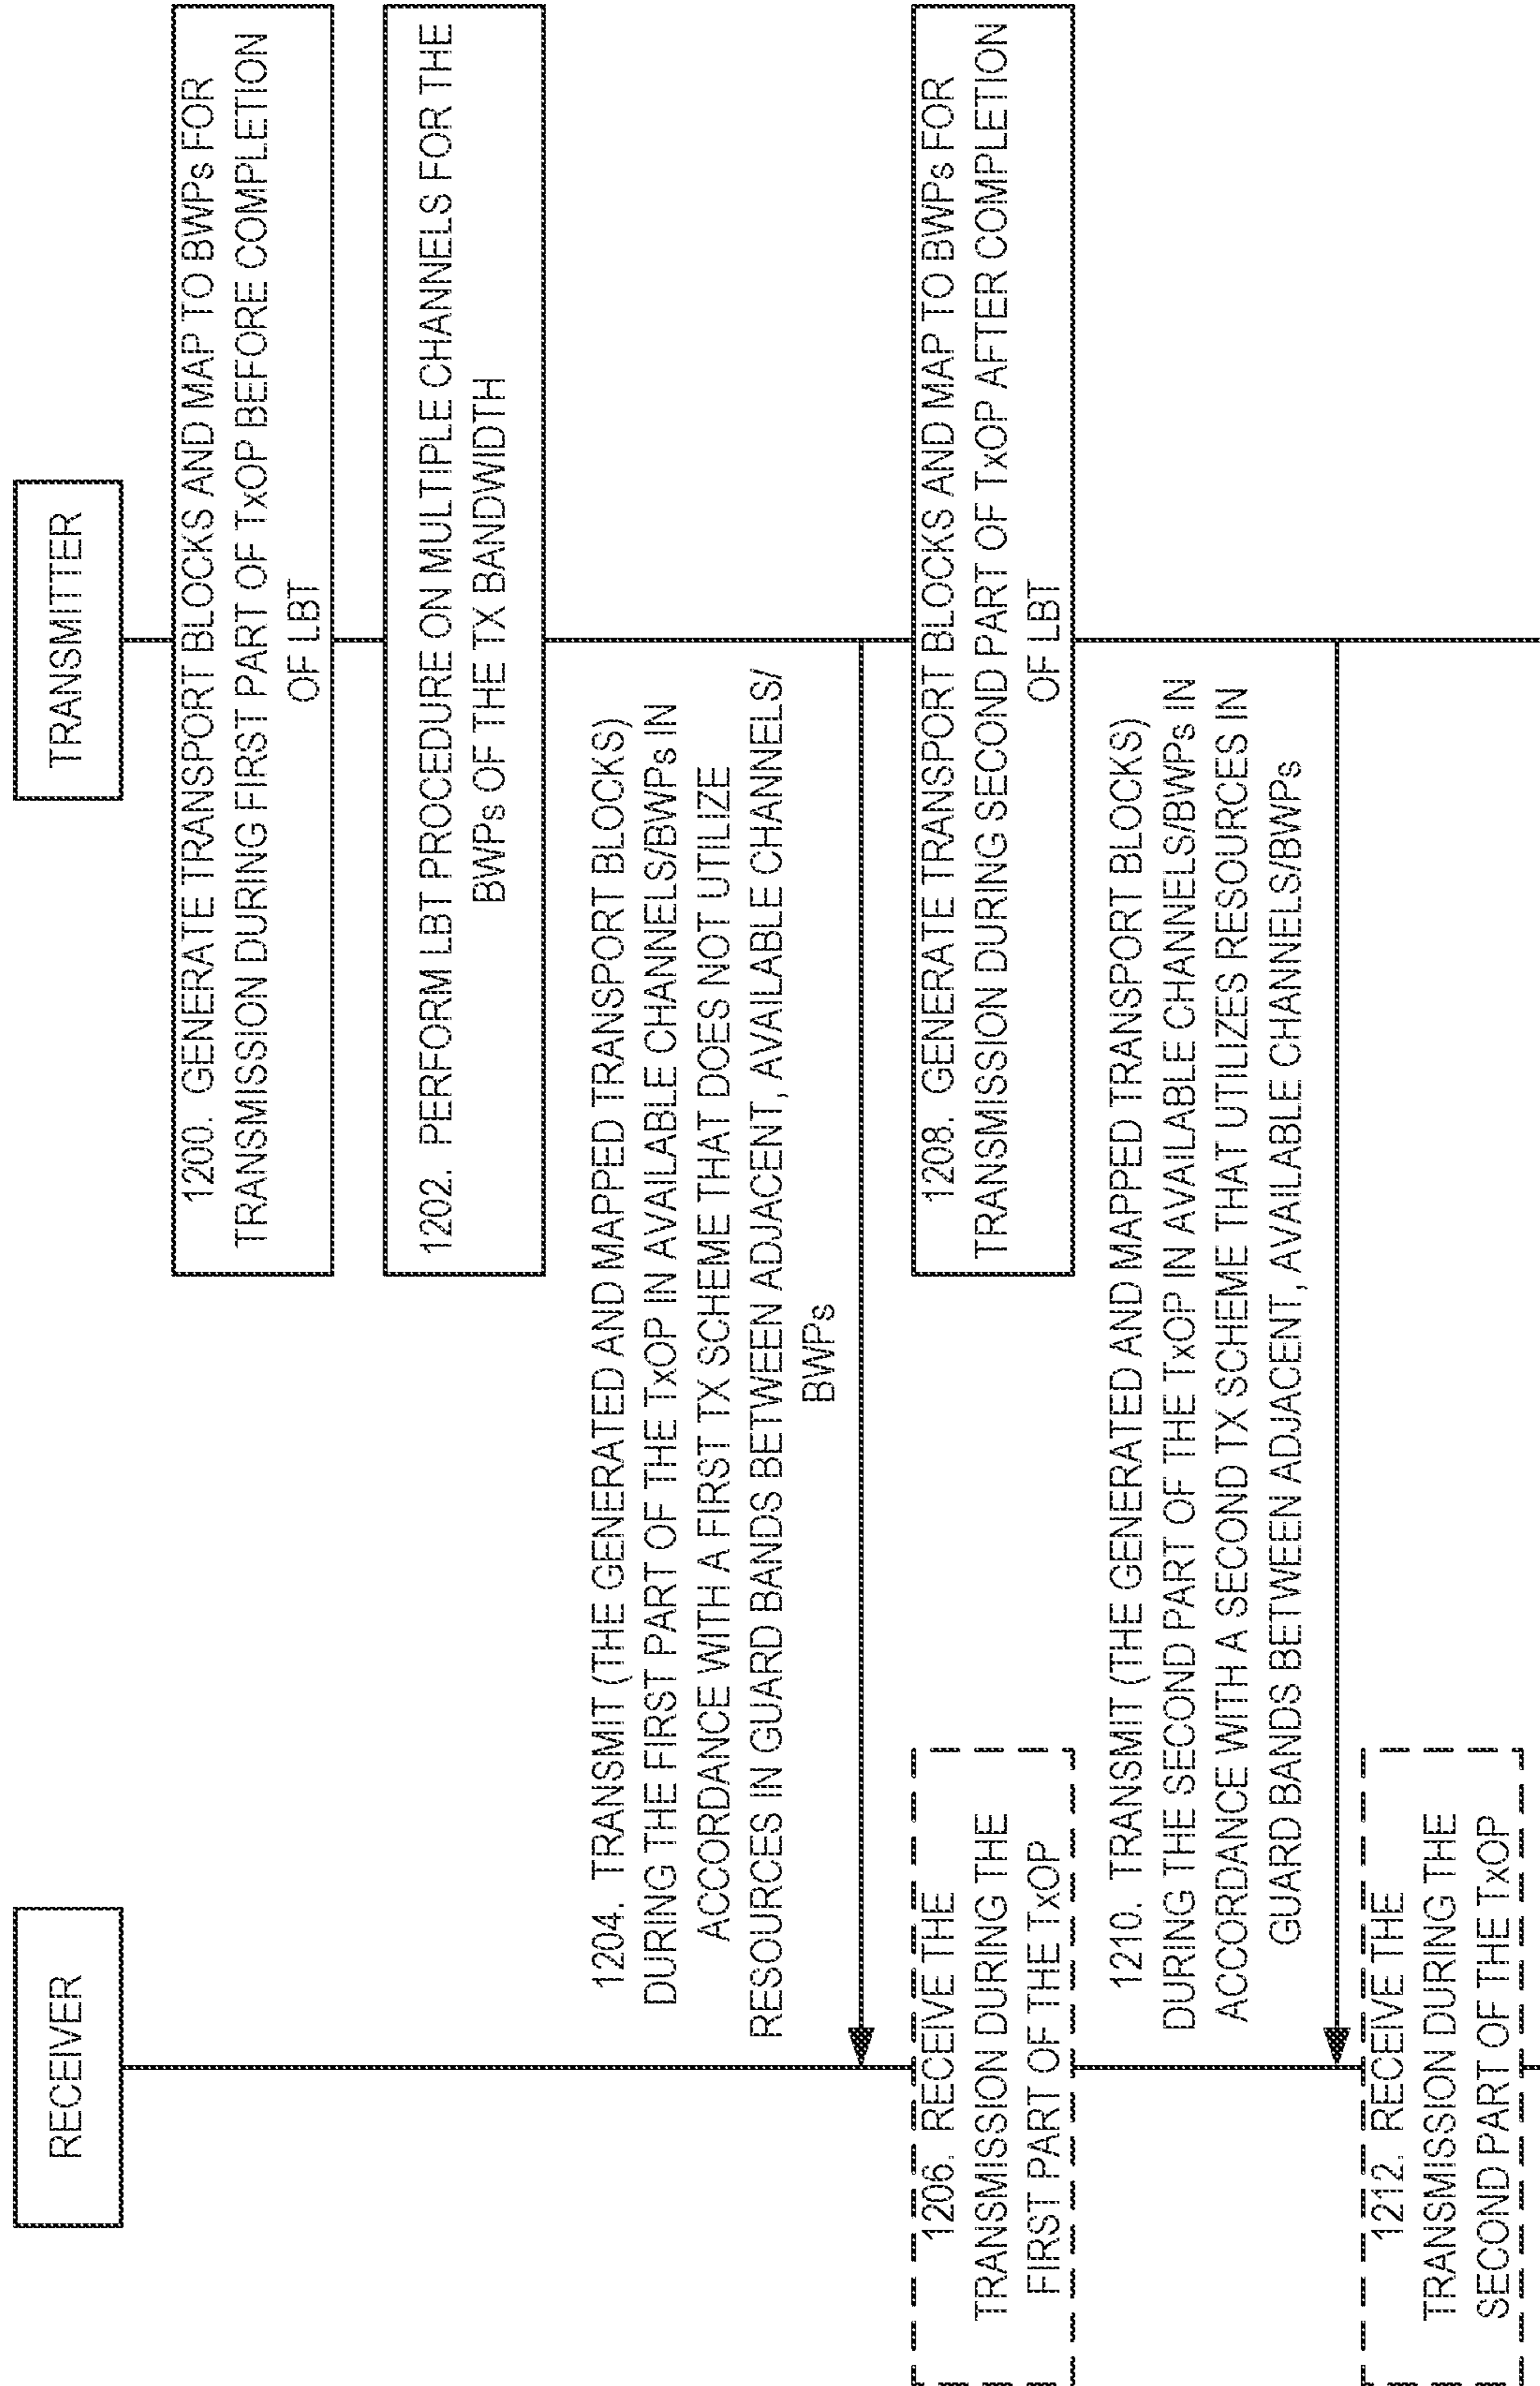 RECEIVER
TRANSMITTER
1200. GENERATE TRANSPORT BLOCKS AND MAP TO BWPs FOR
TRANSMISSION DURING FIRST PART OF TxOP BEFORE COMPLETION
OF LBT
1202. PERFORM LBT PROCEDURE ON MULTIPLE CHANNELS FOR THE
BWPs OF THE TX BANDWIDTH
1204. TRANSMIT (THE GENERATED AND MAPPED TRANSPORT BLOCKS)
DURING THE FIRST PART OF THE TxOP IN AVAILABLE CHANNELS/BWPs IN
ACCORDANCE WITH A FIRST TX SCHEME THAT DOES NOT UTILIZE
RESOURCES IN GUARD BANDS BETWEEN ADJACENT, AVAILABLE CHANNELS/
BWPs
1206. RECEIVE THE
TRANSMISSION DURING THE
FIRST PART OF THE TxOP
1208. GENERATE TRANSPORT BLOCKS AND MAP TO BWPs FOR
TRANSMISSION DURING SECOND PART OF TxOP AFTER COMPLETION
OF LBT
1210. TRANSMIT (THE GENERATED AND MAPPED TRANSPORT BLOCKS)
DURING THE SECOND PART OF THE TxOP IN AVAILABLE CHANNELS/BWPs IN
ACCORDANCE WITH A SECOND TX SCHEME THAT UTILIZES RESOURCES IN
GUARD BANDS BETWEEN ADJACENT, AVAILABLE CHANNELS/BWPs
1212. RECEIVE THE
TRANSMISSION DURING THE
SECOND PART OF THE TxOP